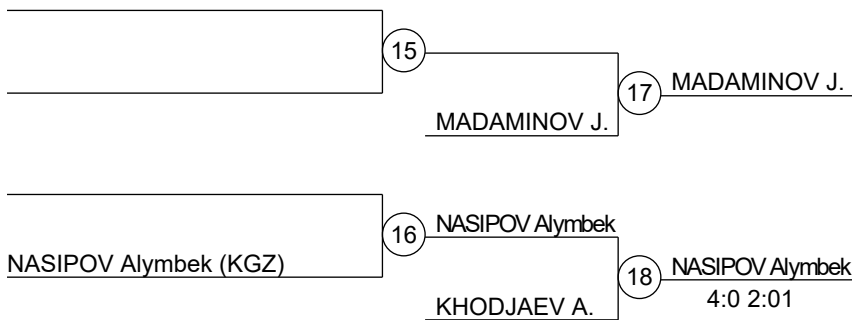 15
MADAMINOV J.
17
MADAMINOV J.
NASIPOV Alymbek (KGZ)
16
NASIPOV Alymbek
KHODJAEV A.
18
NASIPOV Alymbek
4:0 2:01